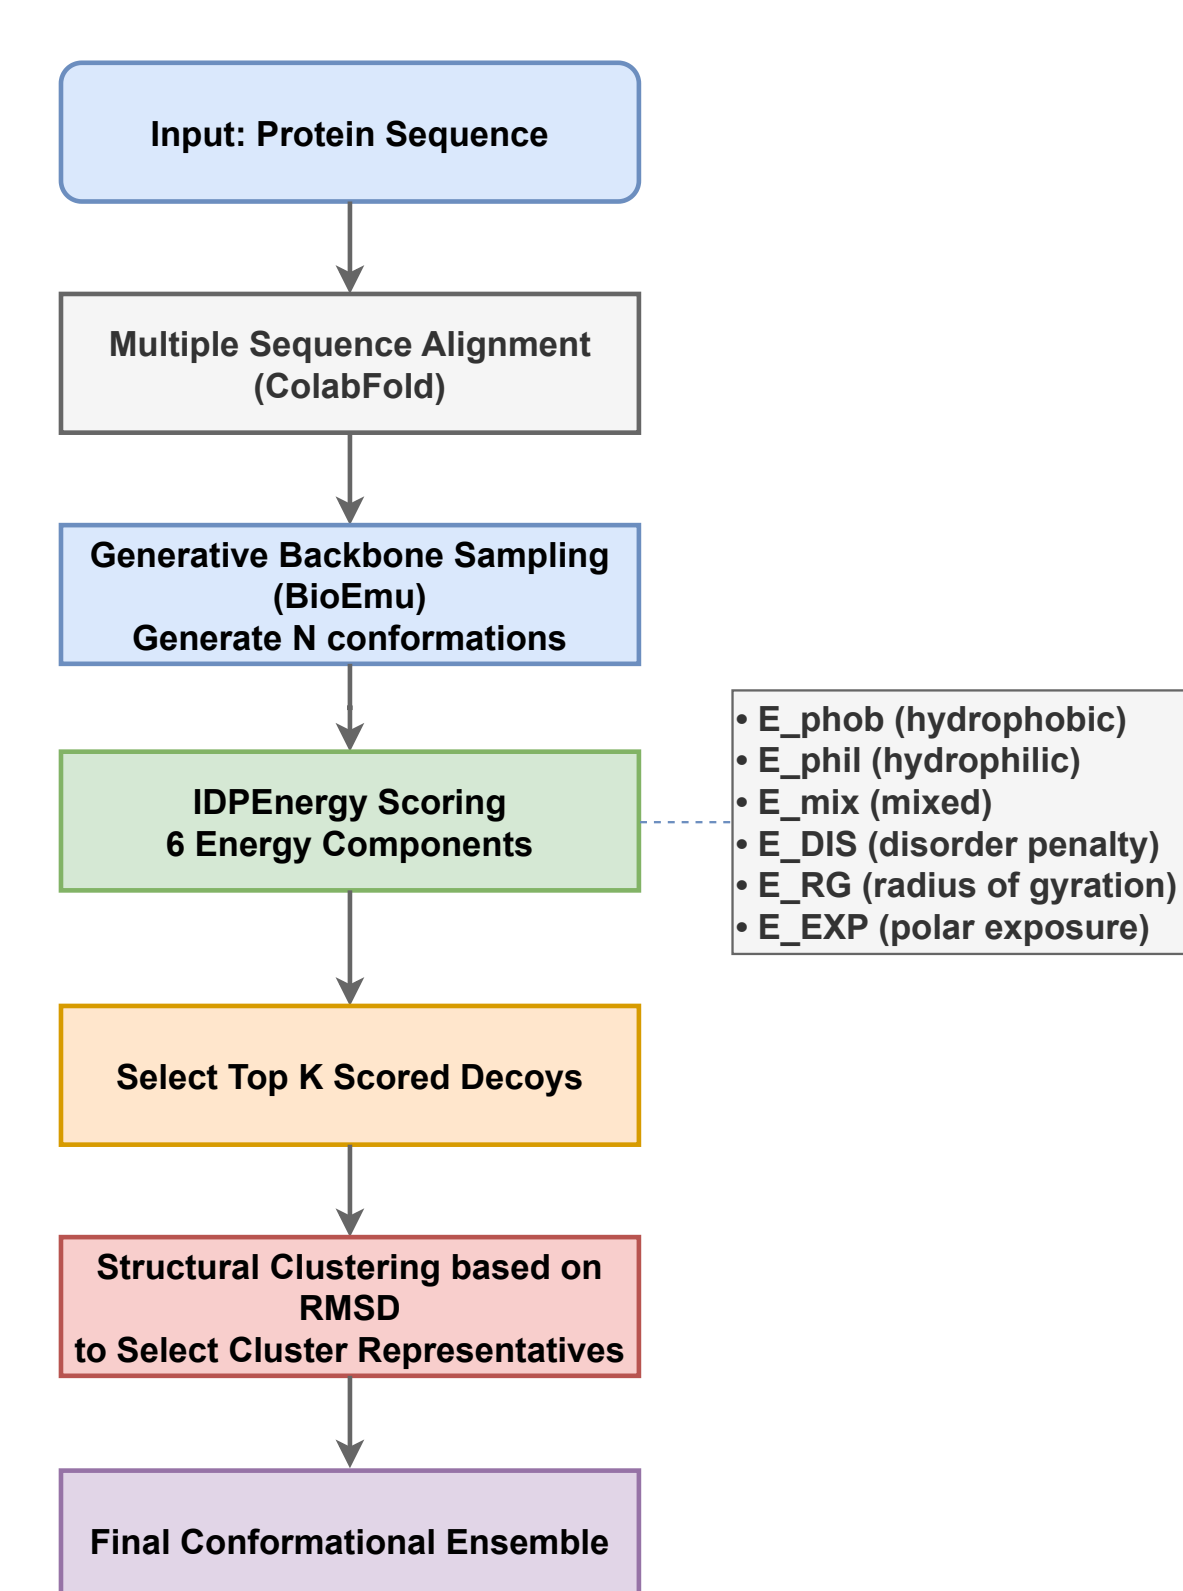 Input: Protein Sequence
Multiple Sequence Alignment
(ColabFold)
Generative Backbone Sampling
(BioEmu)
Generate N conformations
IDPEnergy Scoring
6 Energy Components
• E_phob (hydrophobic)
• E_phil (hydrophilic)
• E_mix (mixed)
• E_DIS (disorder penalty)
• E_RG (radius of gyration)
• E_EXP (polar exposure)
Select Top K Scored Decoys
Structural Clustering based on
RMSD
to Select Cluster Representatives
Final Conformational Ensemble